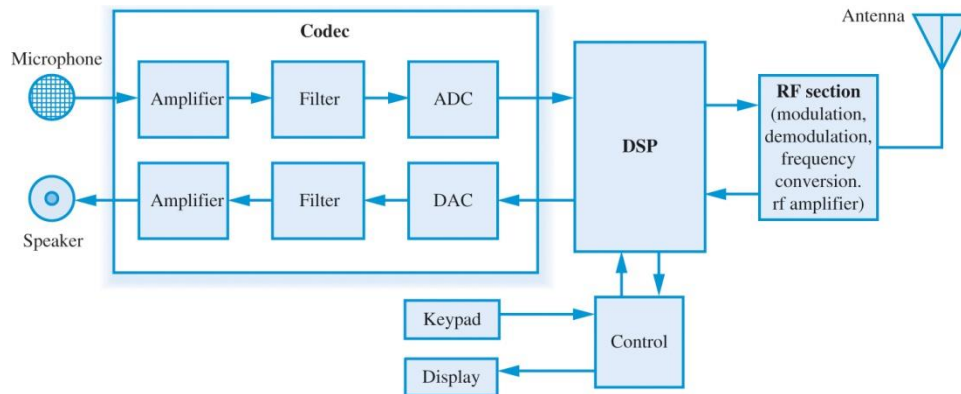 Codec
Antenna
Microphone
Amplifier
Filter
ADC
DSP
RF section
(modulation,
demodulation,
frequency
conversion.
rf amplifier)
Speaker
Amplifier
Filter
DAC
Keypad
Control
Display